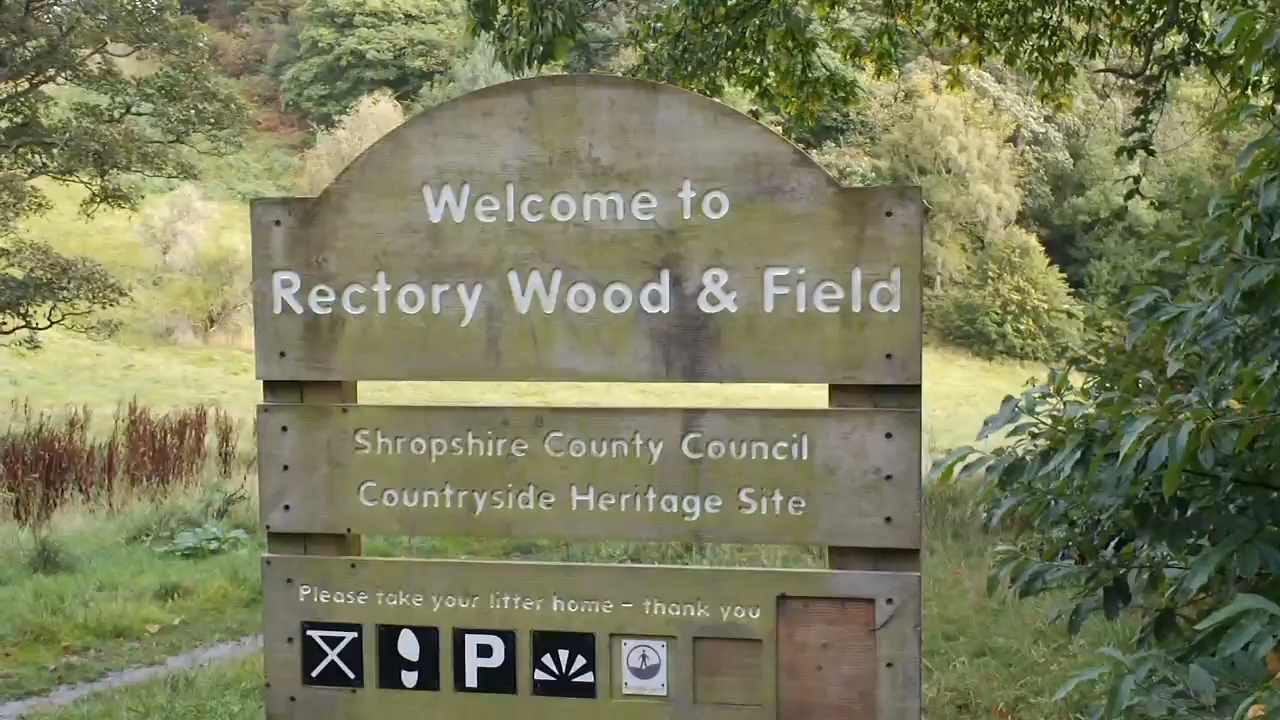 Welcome to
Rectory Wood & Field
Shropshire County Council
Countryside Heritage Site
Please take your litter home – thank you
P